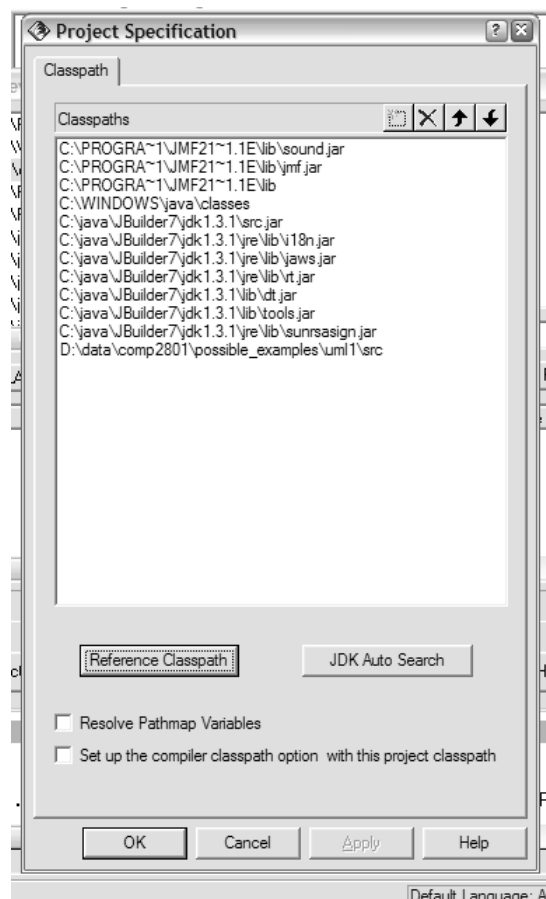 Project Specification
Classpath
Classpaths
C:\PROGRA~1\JMF21~1.1E\lib\sound.jar
C:\PROGRA~1\JMF21~1.1E\lib\jmf.jar
C:\PROGRA~1\JMF21~1.1E\lib
C:\WINDOWS\java\classes
C:\java\JBuilder7\jdk1.3.1\src.jar
C:\java\JBuilder7\jdk1.3.1\jre\lib\i18n.jar
C:\java\JBuilder7\jdk1.3.1\jre\lib\jaws.jar
C:\java\JBuilder7\jdk1.3.1\jre\lib\rt.jar
C:\java\JBuilder7\jdk1.3.1\lib\dt.jar
C:\java\JBuilder7\jdk1.3.1\lib\tools.jar
C:\java\JBuilder7\jdk1.3.1\jre\lib\sunrsasign.jar
D:\data\comp2801\possible_examples\uml1\src
Reference Classpath JDK Auto Search
Resolve Pathmap Variables
Set up the compiler classpath option with this project classpath
OK Cancel Apply Help
Default Language: A